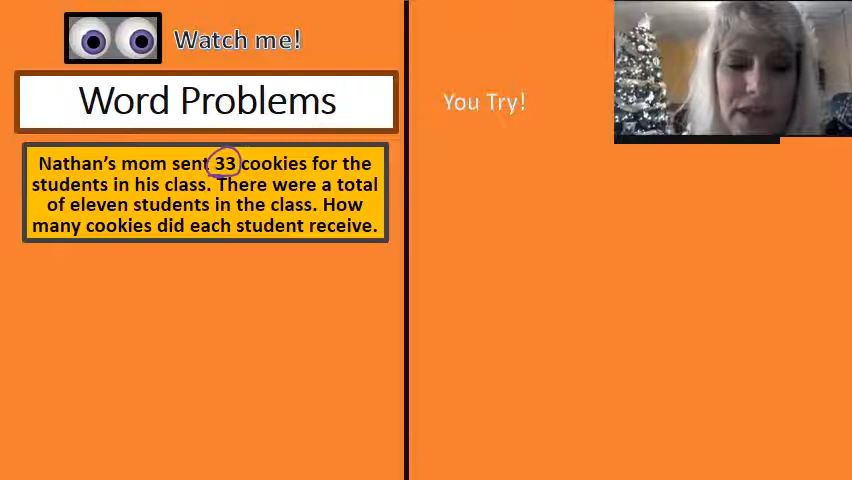 Watch me!
Word Problems
Nathan's mom sent 33 cookies for the
students in his class. There were a total
of eleven students in the class. How
many cookies did each student receive.
You Try!